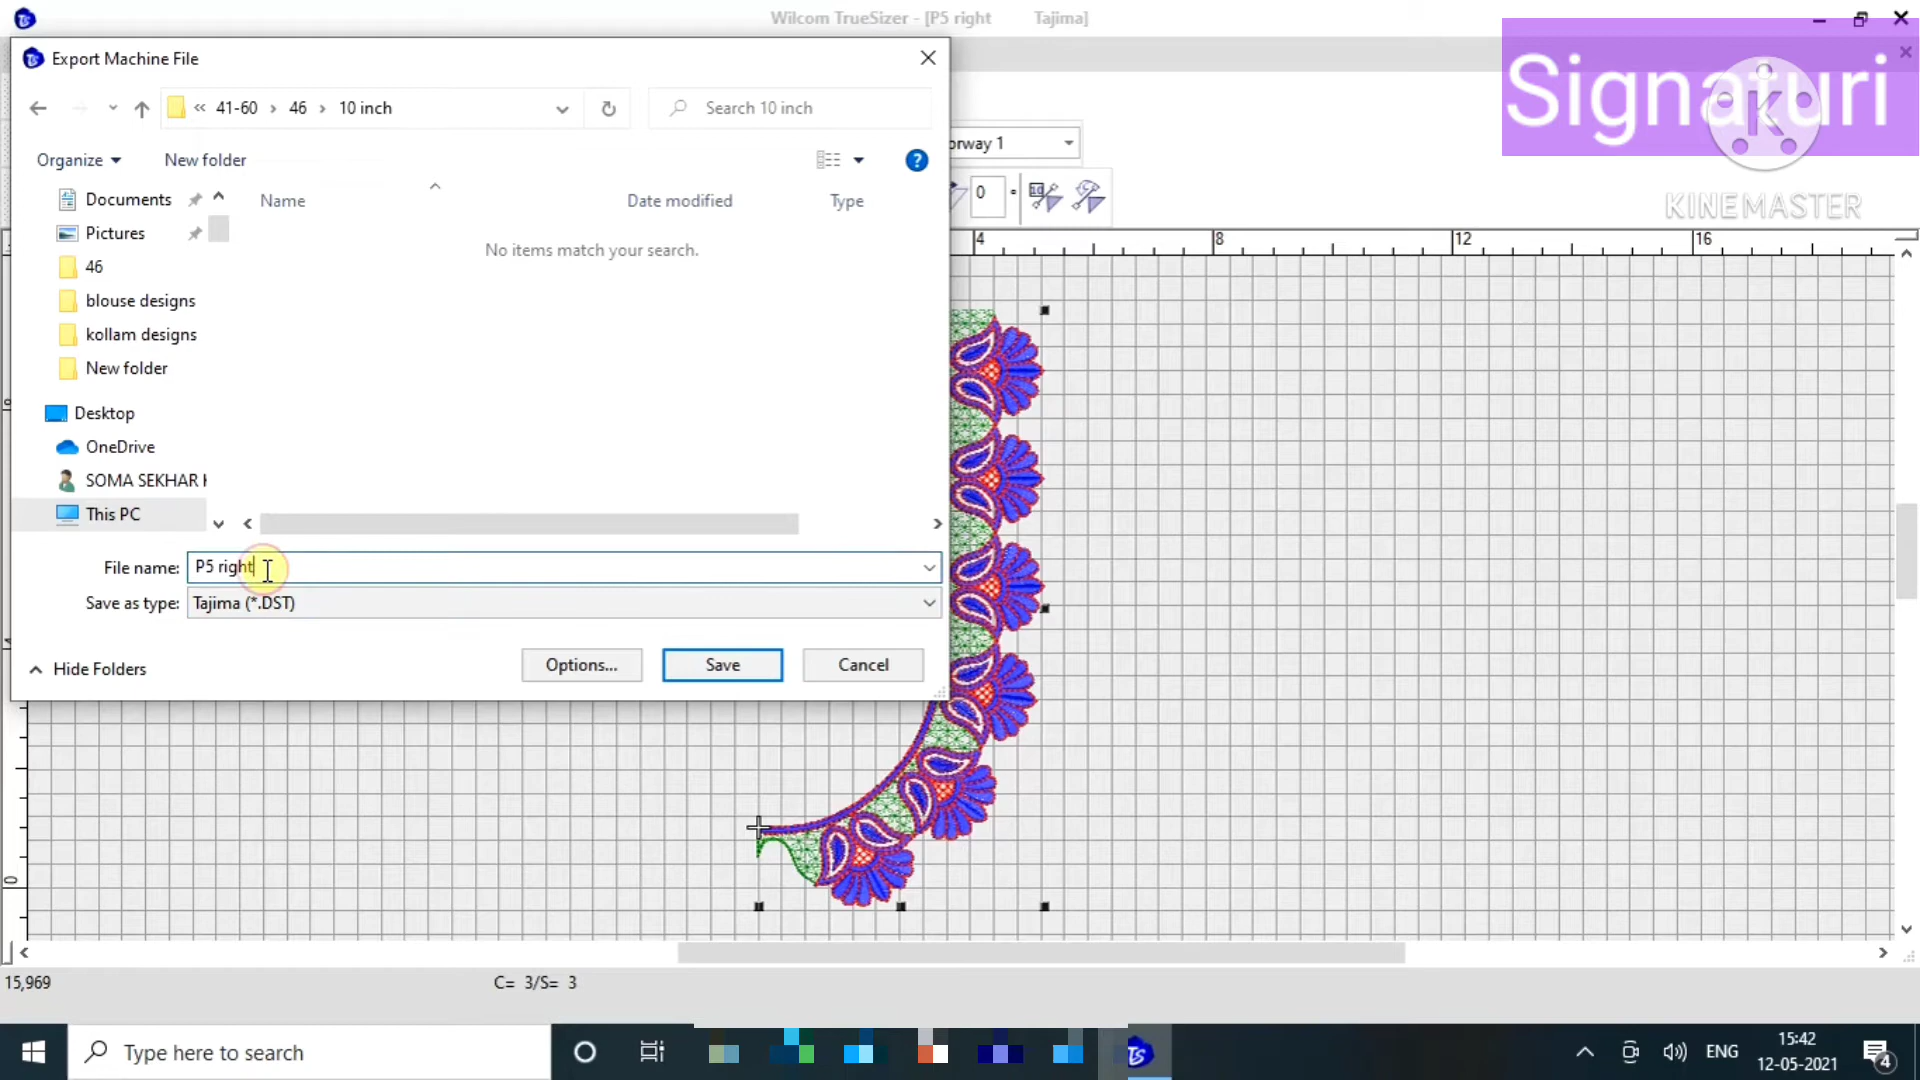 Wilcom TrueSizer - [P5 right Tajima]
Export Machine File
Signaturi
K
KINEMASTER
« 41-60 › 46 › 10 inch
Search 10 inch
Organize
New folder
orway 1
0
Documents
Name
Date modified
Type
Pictures
No items match your search.
4
8
12
16
46
blouse designs
kollam designs
New folder
Desktop
OneDrive
SOMA SEKHAR
This PC
File name: P5 right
Save as type: Tajima (*.DST)
Options...
Save
Cancel
Hide Folders
0
15,969
C= 3/S= 3
Type here to search
TS
ENG
15:42
12-05-2021
4